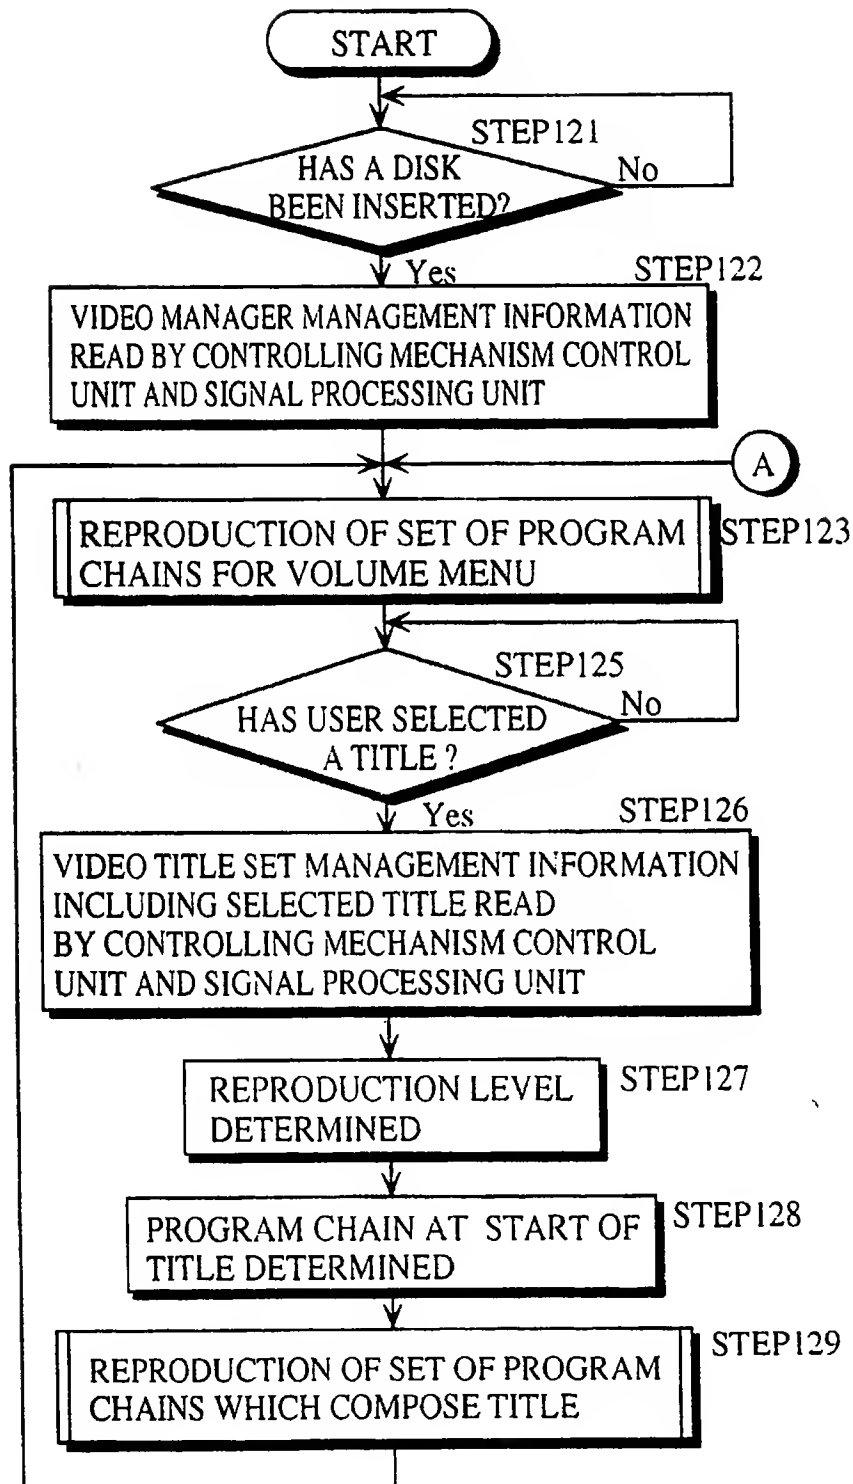 START
STEP121
HAS A DISK
BEEN INSERTED?
No
Yes
STEP122
VIDEO MANAGER MANAGEMENT INFORMATION
READ BY CONTROLLING MECHANISM CONTROL
UNIT AND SIGNAL PROCESSING UNIT
A
REPRODUCTION OF SET OF PROGRAM
CHAINS FOR VOLUME MENU
STEP123
STEP125
HAS USER SELECTED
A TITLE ?
No
Yes
STEP126
VIDEO TITLE SET MANAGEMENT INFORMATION
INCLUDING SELECTED TITLE READ
BY CONTROLLING MECHANISM CONTROL
UNIT AND SIGNAL PROCESSING UNIT
REPRODUCTION LEVEL
DETERMINED
STEP127
PROGRAM CHAIN AT START OF
TITLE DETERMINED
STEP128
STEP129
REPRODUCTION OF SET OF PROGRAM
CHAINS WHICH COMPOSE TITLE